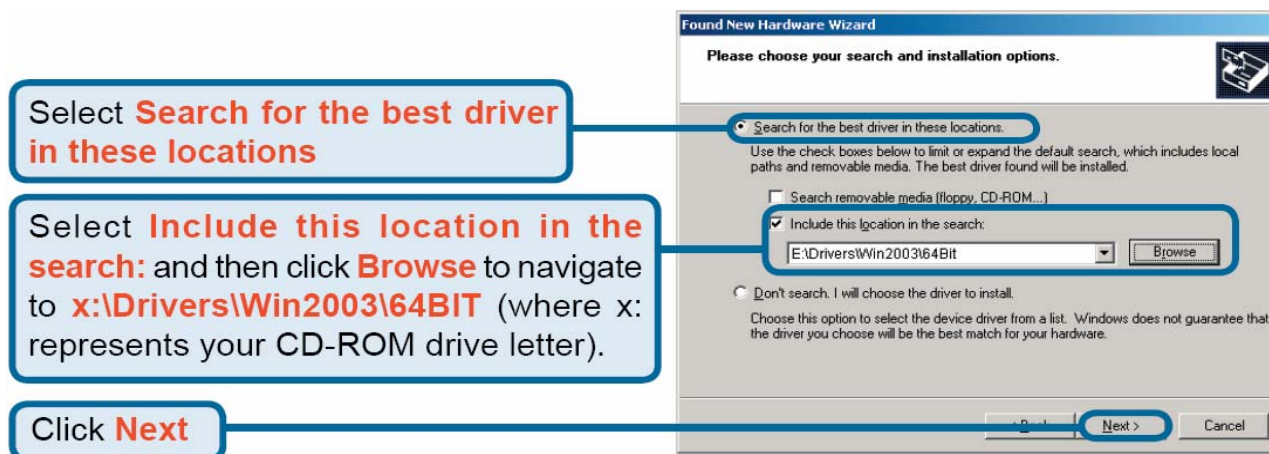 Select Search for the best driver
in these locations
Select Include this location in the
search: and then click Browse to navigate
to x:\Drivers\Win2003\64BIT (where x:
represents your CD-ROM drive letter).
Click Next
Found New Hardware Wizard
Please choose your search and installation options.
Search for the best driver in these locations.
Use the check boxes below to limit or expand the default search, which includes local
paths and removable media. The best driver found will be installed.
Search removable media (floppy, CD-ROM...)
Include this location in the search:
E:\Drivers\Win2003\64Bit
Browse
Don't search. I will choose the driver to install.
Choose this option to select the device driver from a list. Windows does not guarantee that
the driver you choose will be the best match for your hardware.
Next >
Cancel